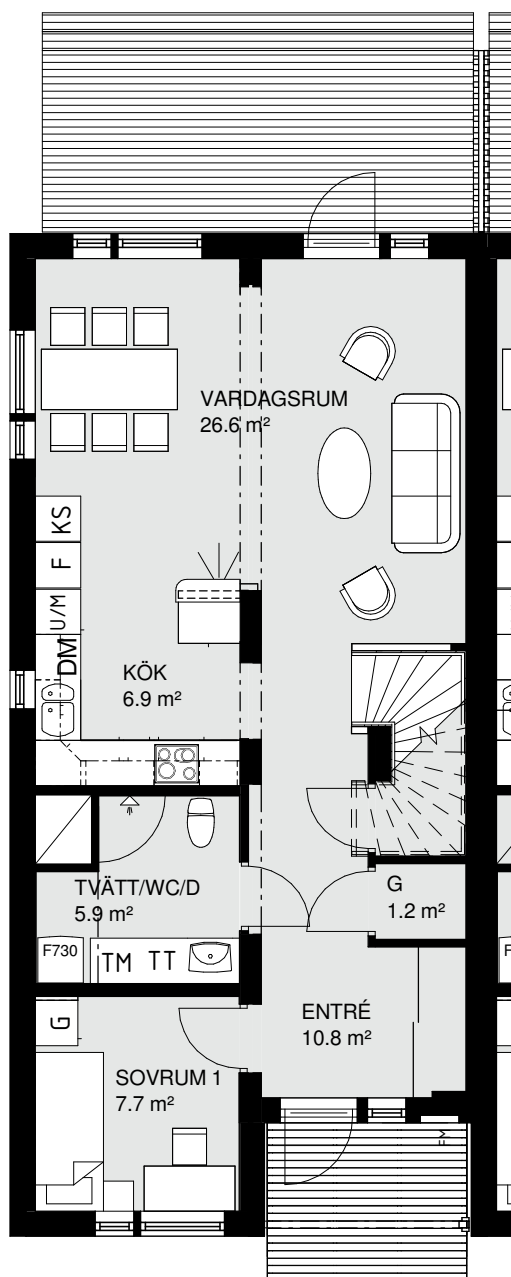 VARDAGSRUM
26.6 m²
KS
F
U/M
DM
KÖK
6.9 m²
TVÄTT/WC/D
5.9 m²
G
1.2 m²
F730
TM TT
G
ENTRÉ
10.8 m²
SOVRUM 1
7.7 m²